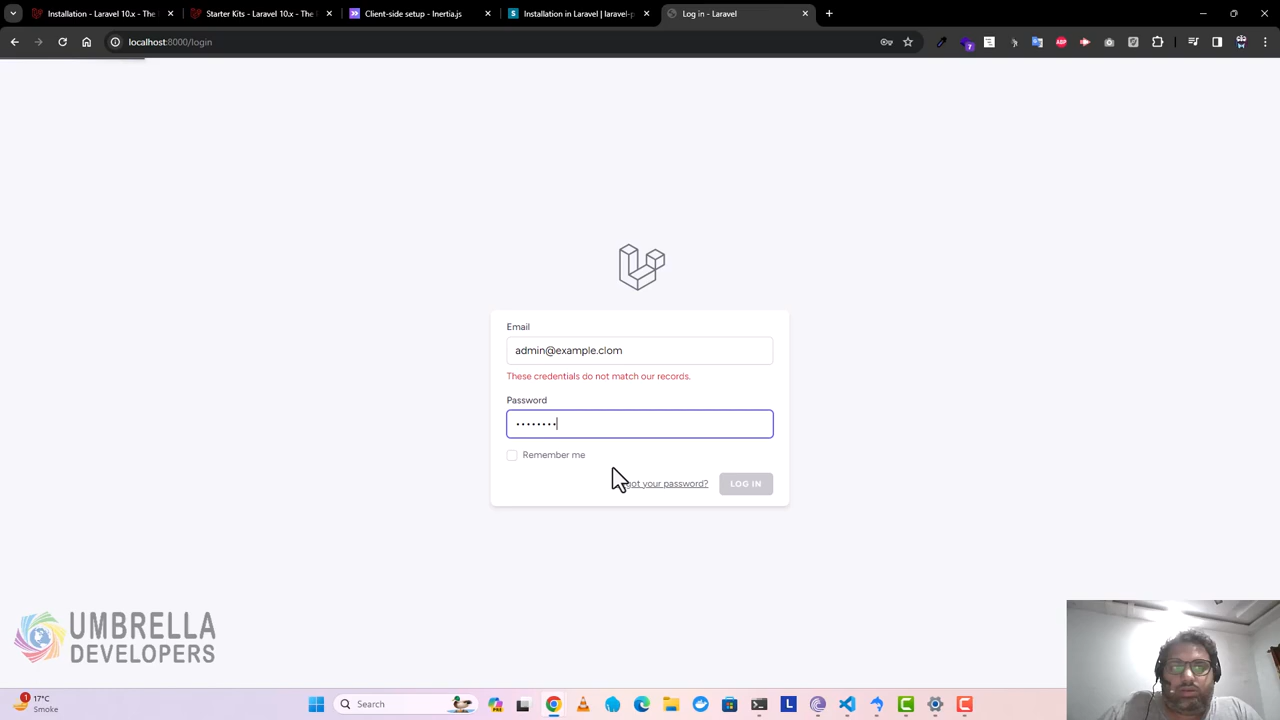 Installation - Laravel 10.x - The
Starter Kits - Laravel 10.x - The
Client-side setup - Inertia.js
Installation in Laravel | laravel-p
Log in - Laravel
localhost:8000/login
7
Email
admin@example.clom
These credentials do not match our records.
Password
Remember me
got your password?
LOG IN
UMBRELLA
DEVELOPERS
1
17°C
Smoke
Search